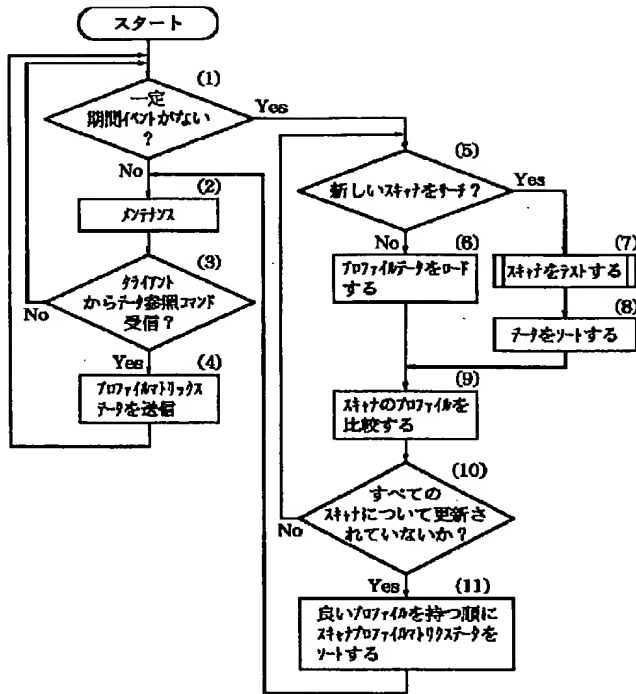 スタート
(1)
一定
期間イベントがない
?
Yes
No
(2)
メンテナンス
(3)
クライアント
からデータ参照コマンド
受信?
No
Yes
(4)
プロファイルマトリックス
データを送信
(5)
新しいスキャナをサーチ?
Yes
No
(6)
プロファイルデータをロード
する
(7)
スキャナをテストする
(8)
データをソートする
(9)
スキャナのプロファイルを
比較する
(10)
すべての
スキャナについて更新さ
れていないか?
No
Yes
(11)
良いプロファイルを持つ順に
スキャナプロファイルマトリクスデータを
ソートする